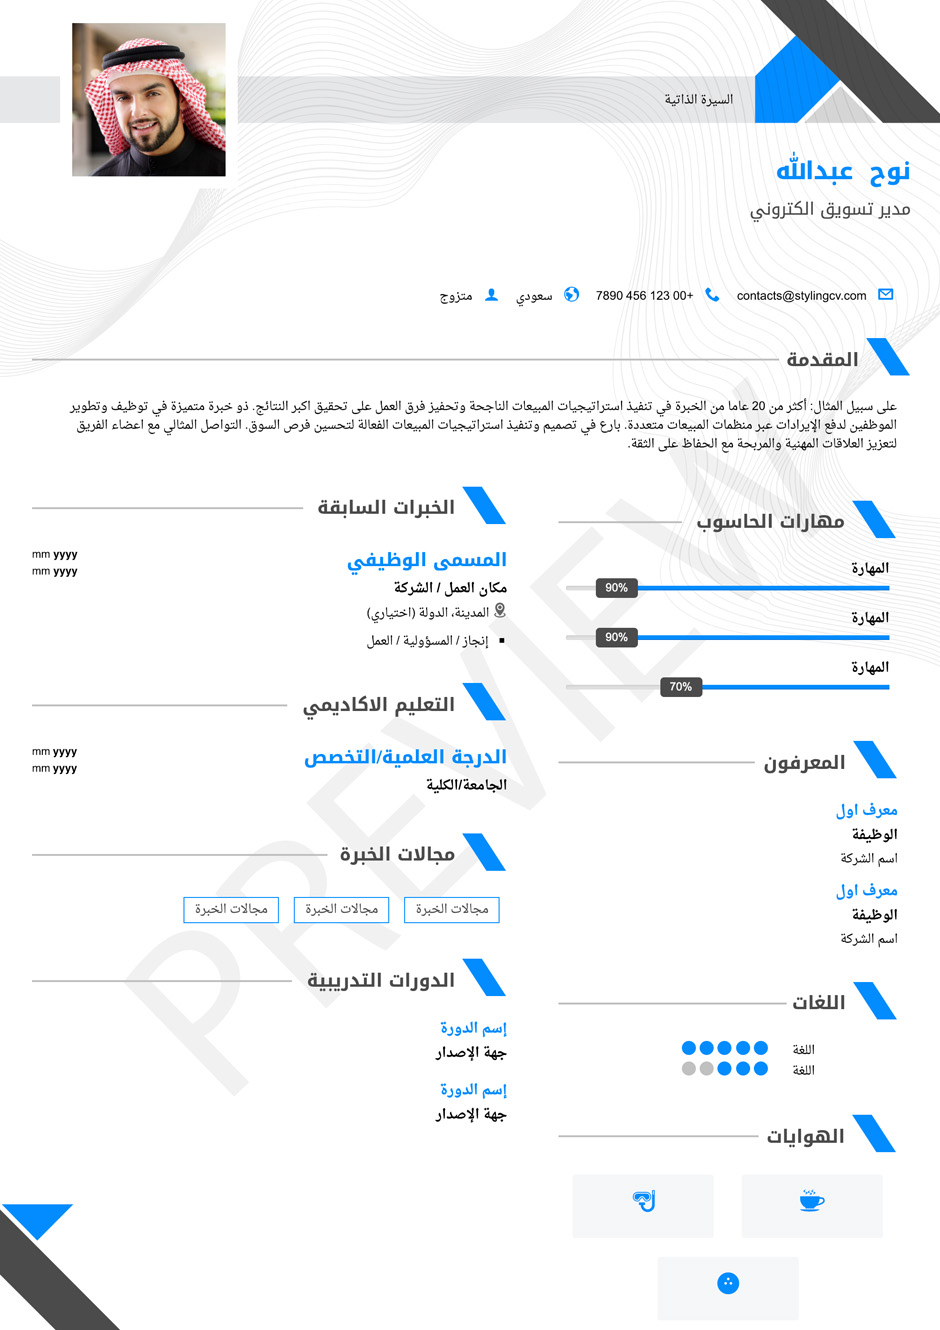 السيرة الذاتية
نوح عبدالله
مدير تسويق الكتروني
contacts@stylingcv.com
+00 123 456 7890
سعودي
متزوج
المقدمة
على سبيل المثال: أكثر من 20 عاما من الخبرة في تنفيذ استراتيجيات المبيعات الناجحة وتحفيز فرق العمل على تحقيق اكبر النتائج. ذو خبرة متميزة في توظيف وتطوير
الموظفين لدفع الإيرادات عبر منظمات المبيعات متعددة. بارع في تصميم وتنفيذ استراتيجيات المبيعات الفعالة لتحسين فرص السوق. التواصل المثالي مع اعضاء الفريق
لتعزيز العلاقات المهنية والمربحة مع الحفاظ على الثقة.
مهارات الحاسوب
المهارة
90%
المهارة
90%
المهارة
70%
المعرفون
معرف اول
الوظيفة
اسم الشركة
معرف اول
الوظيفة
اسم الشركة
اللغات
اللغة
اللغة
الهوايات
الخبرات السابقة
المسمى الوظيفي
mm yyyy
mm yyyy
مكان العمل / الشركة
المدينة، الدولة (اختياري)
▪ إنجاز / المسؤولية / العمل
التعليم الاكاديمي
الدرجة العلمية/التخصص
mm yyyy
mm yyyy
الجامعة/الكلية
مجالات الخبرة
مجالات الخبرة
مجالات الخبرة
مجالات الخبرة
الدورات التدريبية
إسم الدورة
جهة الإصدار
إسم الدورة
جهة الإصدار
PREVIEW